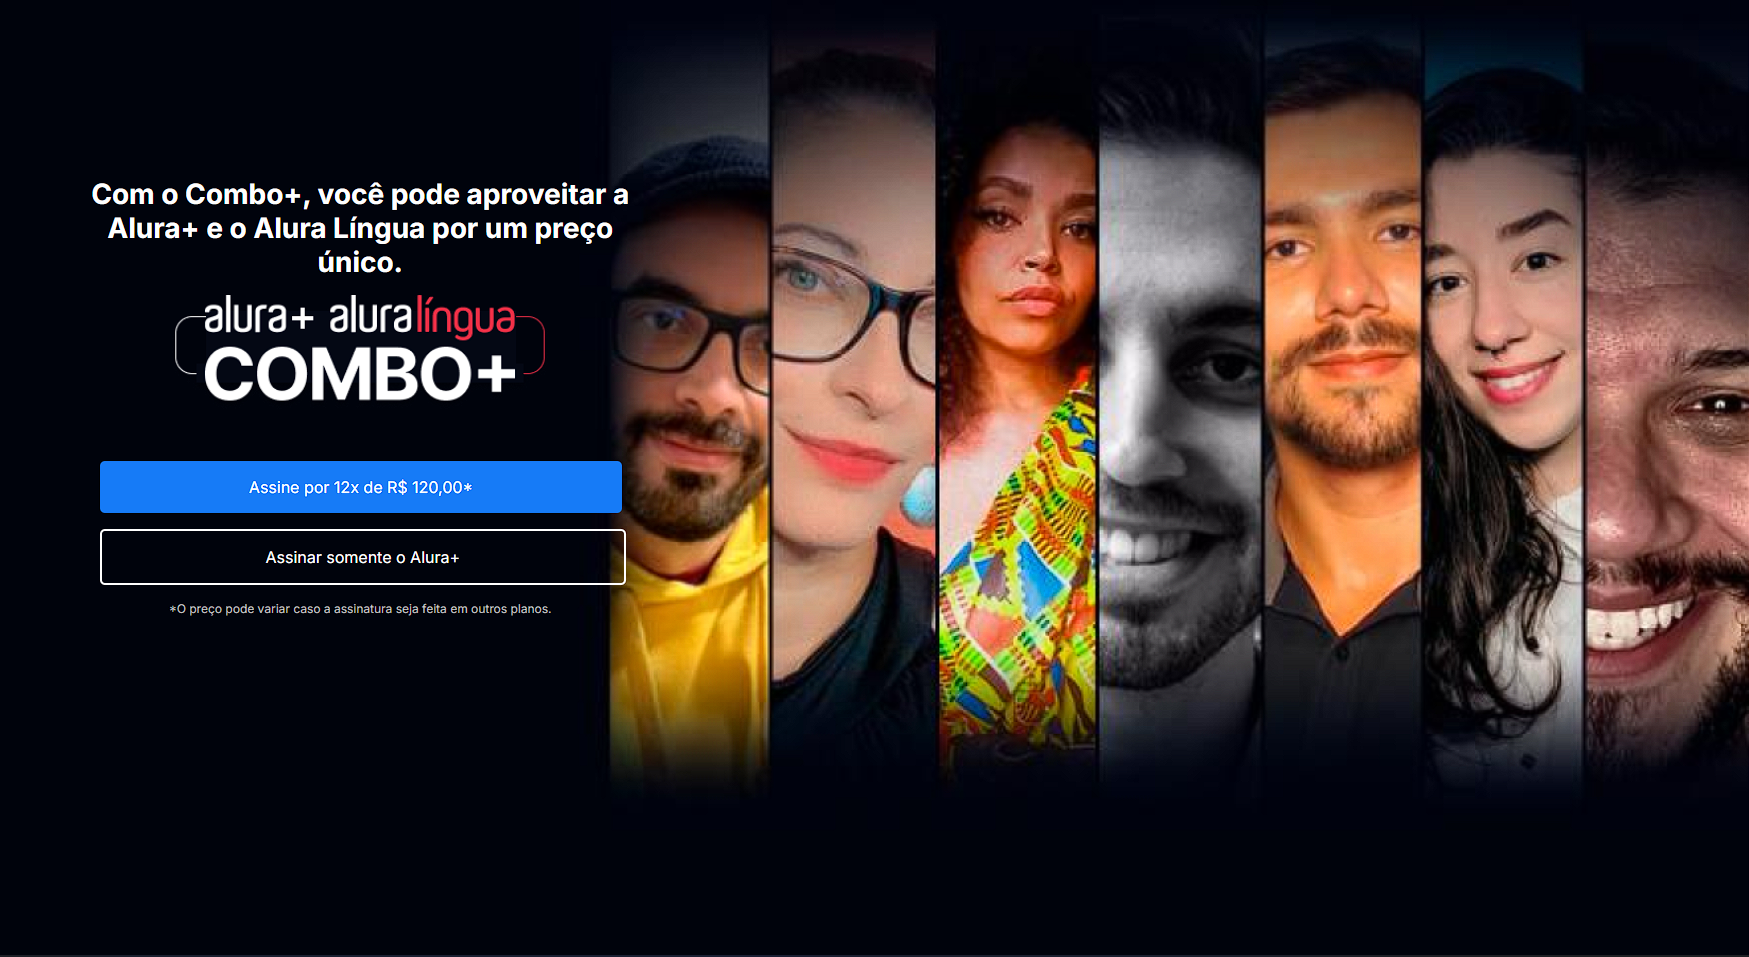 Com o Combo+, você pode aproveitar a
Alura+ e o Alura Língua por um preço
único.
alura+ aluralíngua
COMBO+
Assine por 12x de R$ 120,00*
Assinar somente o Alura+
*O preço pode variar caso a assinatura seja feita em outros planos.